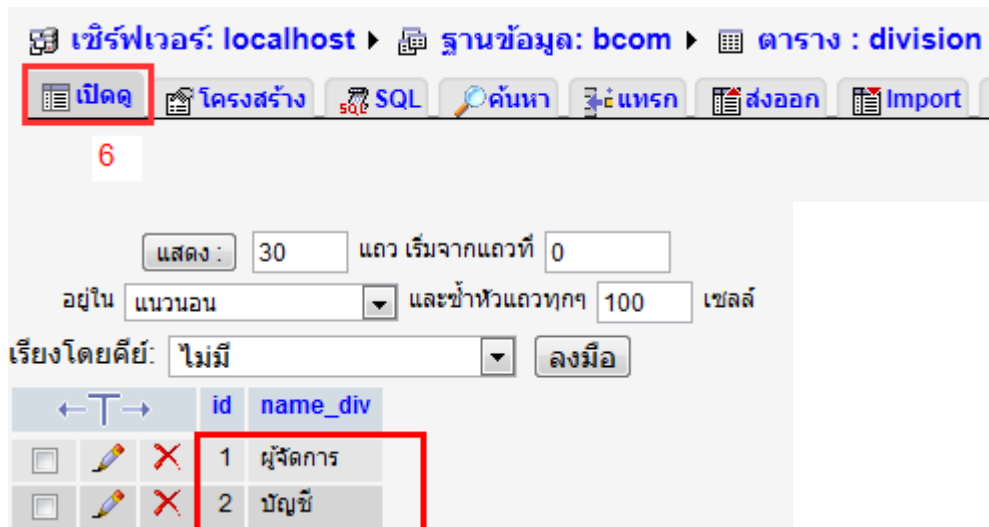 เซิร์ฟเวอร์: localhost ▸ ฐานข้อมูล: bcom ▸ ตาราง : division
เปิดดู โครงสร้าง SQL ค้นหา แทรก ส่งออก Import
6
แสดง : 30 แถว เริ่มจากแถวที่ 0
อยู่ใน แนวนอน และซ้ำหัวแถวทุกๆ 100 เซลล์
เรียงโดยคีย์: ไม่มี ลงมือ
←T→ id name_div
1 ผู้จัดการ
2 บัญชี